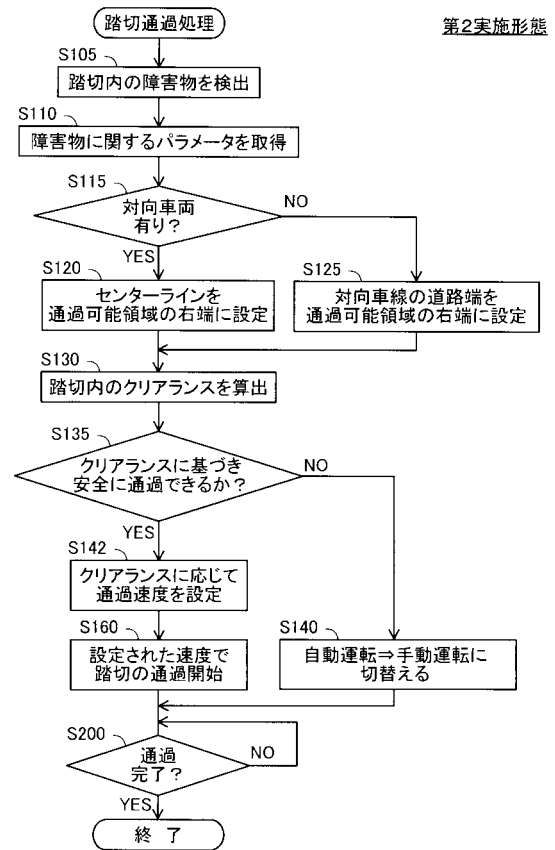 踏切通過処理
第2実施形態
S105
踏切内の障害物を検出
S110
障害物に関するパラメータを取得
S115
対向車両
有り？
NO
YES
S120
センターラインを
通過可能領域の右端に設定
S125
対向車線の道路端を
通過可能領域の右端に設定
S130
踏切内のクリアランスを算出
S135
クリアランスに基づき
安全に通過できるか？
NO
YES
S142
クリアランスに応じて
通過速度を設定
S160
設定された速度で
踏切の通過開始
S140
自動運転⇒手動運転に
切替える
S200
通過
完了？
NO
YES
終 了